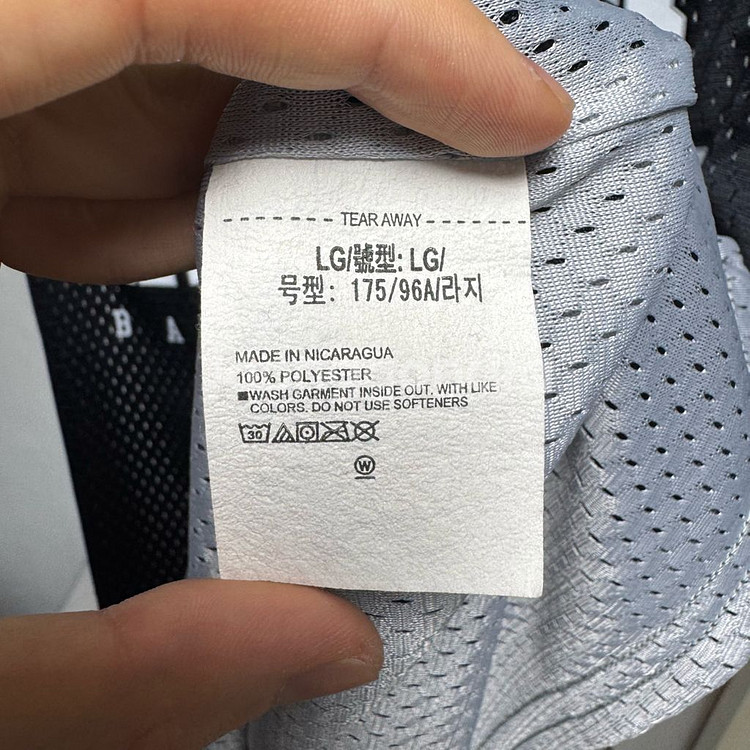 TEAR AWAY
LG/號型: LG/
号型: 175/96A/라지
MADE IN NICARAGUA
100% POLYESTER
■WASH GARMENT INSIDE OUT. WITH LIKE
COLORS. DO NOT USE SOFTENERS
30
W
B A